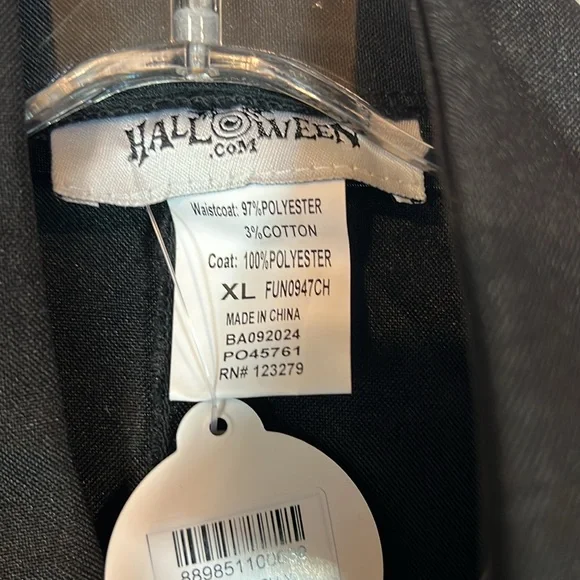 HALLOWEEN
.COM
Waistcoat: 97%POLYESTER
3%COTTON
Coat: 100%POLYESTER
XL FUN0947CH
MADE IN CHINA
BA092024
PO45761
RN# 123279